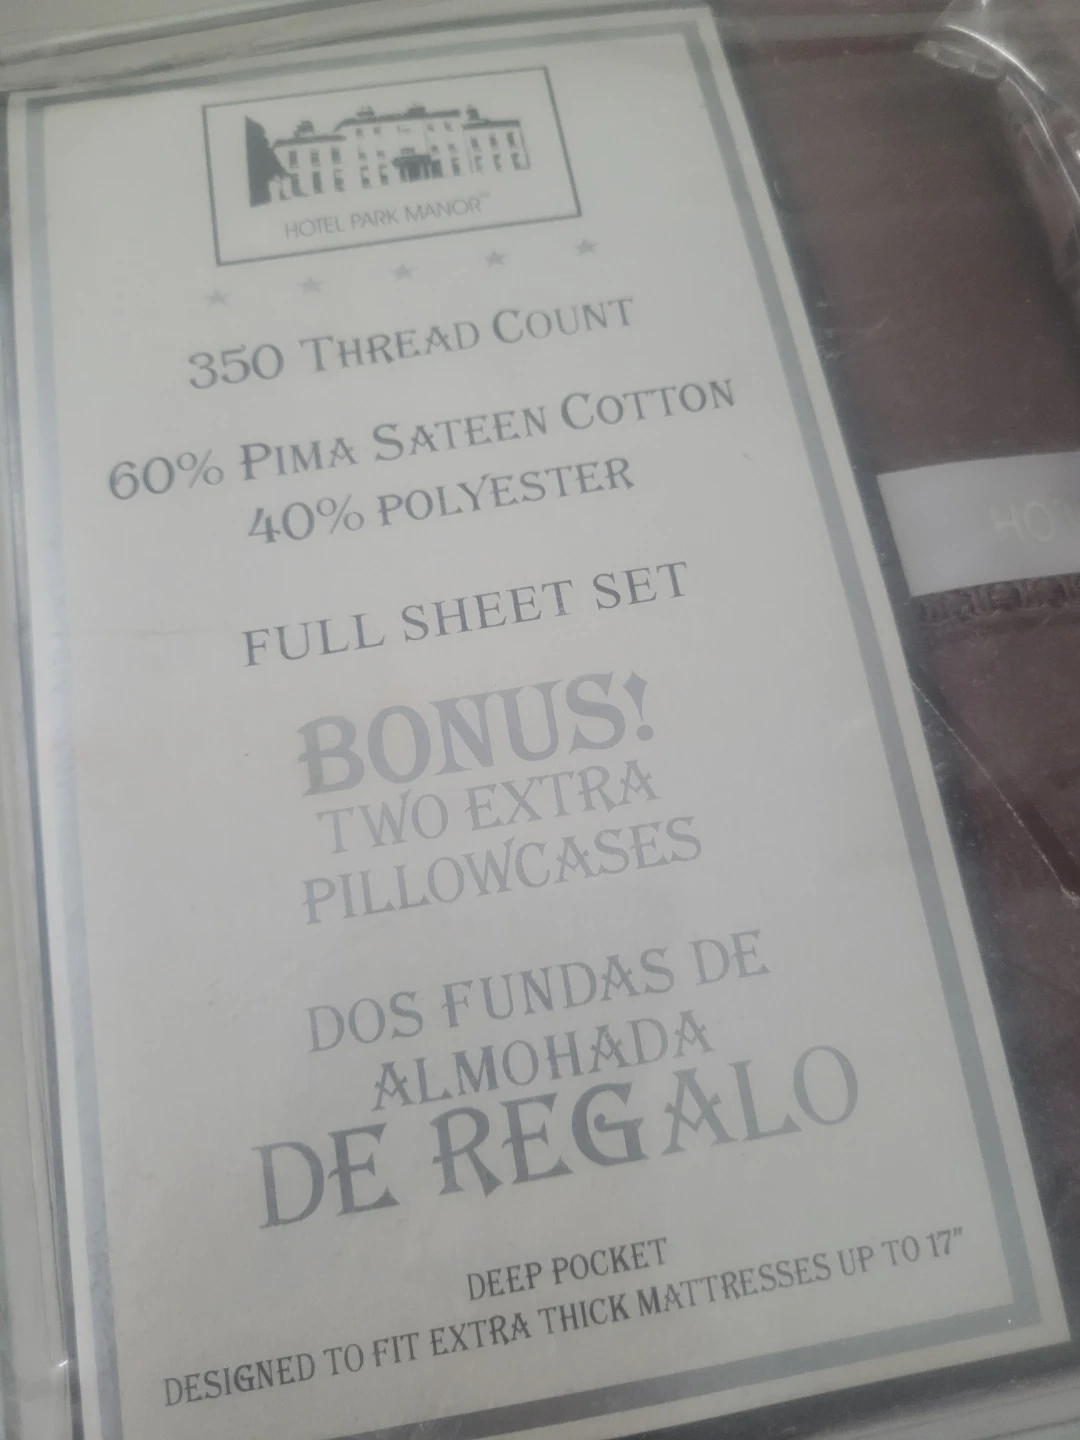 HOTEL PARK MANOR™
350 THREAD COUNT
60% PIMA SATEEN COTTON
40% POLYESTER
FULL SHEET SET
BONUS!
TWO EXTRA
PILLOWCASES
DOS FUNDAS DE
ALMOHADA
DE REGALO
DEEP POCKET
DESIGNED TO FIT EXTRA THICK MATTRESSES UP TO 17"